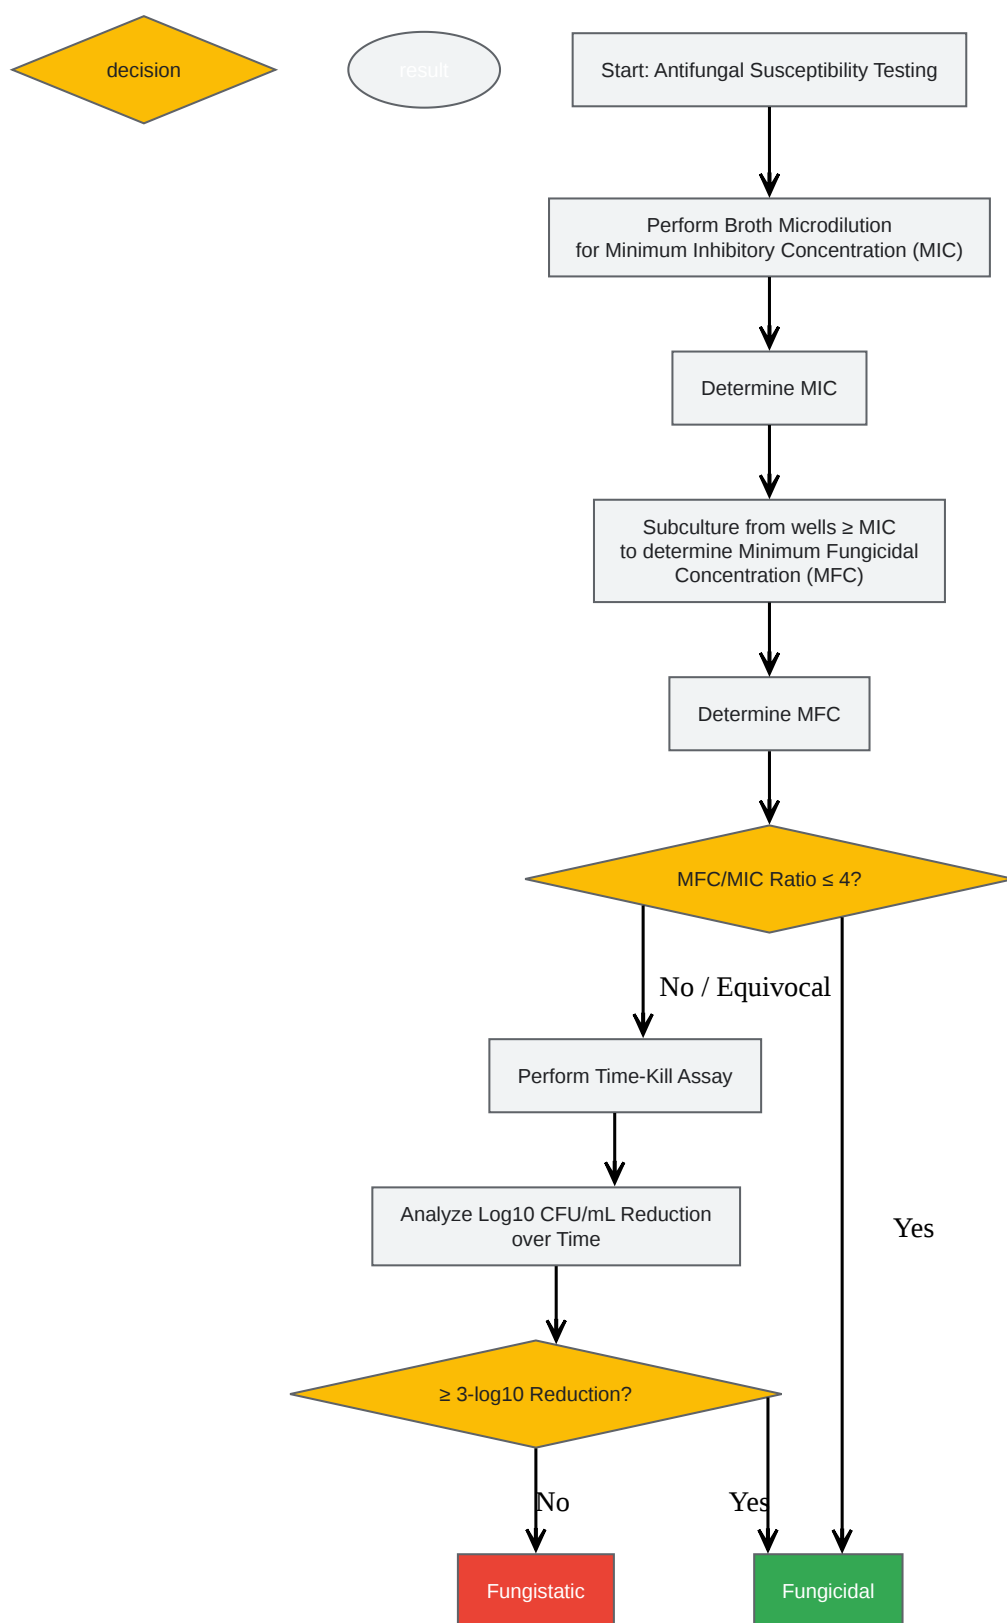 decision
result
Start: Antifungal Susceptibility Testing
Perform Broth Microdilution
for Minimum Inhibitory Concentration (MIC)
Determine MIC
Subculture from wells ≥ MIC
to determine Minimum Fungicidal
Concentration (MFC)
Determine MFC
MFC/MIC Ratio ≤ 4?
No / Equivocal
Perform Time-Kill Assay
Analyze Log10 CFU/mL Reduction
over Time
Yes
≥ 3-log10 Reduction?
No
Yes
Fungistatic
Fungicidal